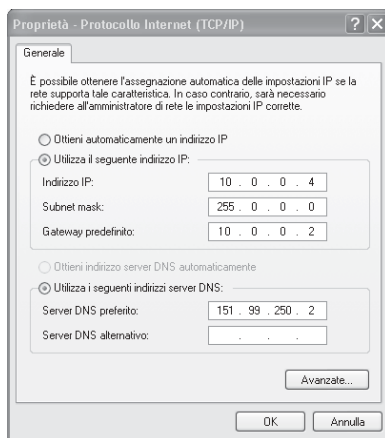 Proprietà - Protocollo Internet (TCP/IP)
Generale
È possibile ottenere l'assegnazione automatica delle impostazioni IP se la
rete supporta tale caratteristica. In caso contrario, sarà necessario
richiedere all'amministratore di rete le impostazioni IP corrette.
Ottieni automaticamente un indirizzo IP
Utilizza il seguente indirizzo IP:
Indirizzo IP: 10 . 0 . 0 . 4
Subnet mask: 255 . 0 . 0 . 0
Gateway predefinito: 10 . 0 . 0 . 2
Ottieni indirizzo server DNS automaticamente
Utilizza i seguenti indirizzi server DNS:
Server DNS preferito: 151 . 99 . 250 . 2
Server DNS alternativo: . . .
Avanzate...
OK Annulla